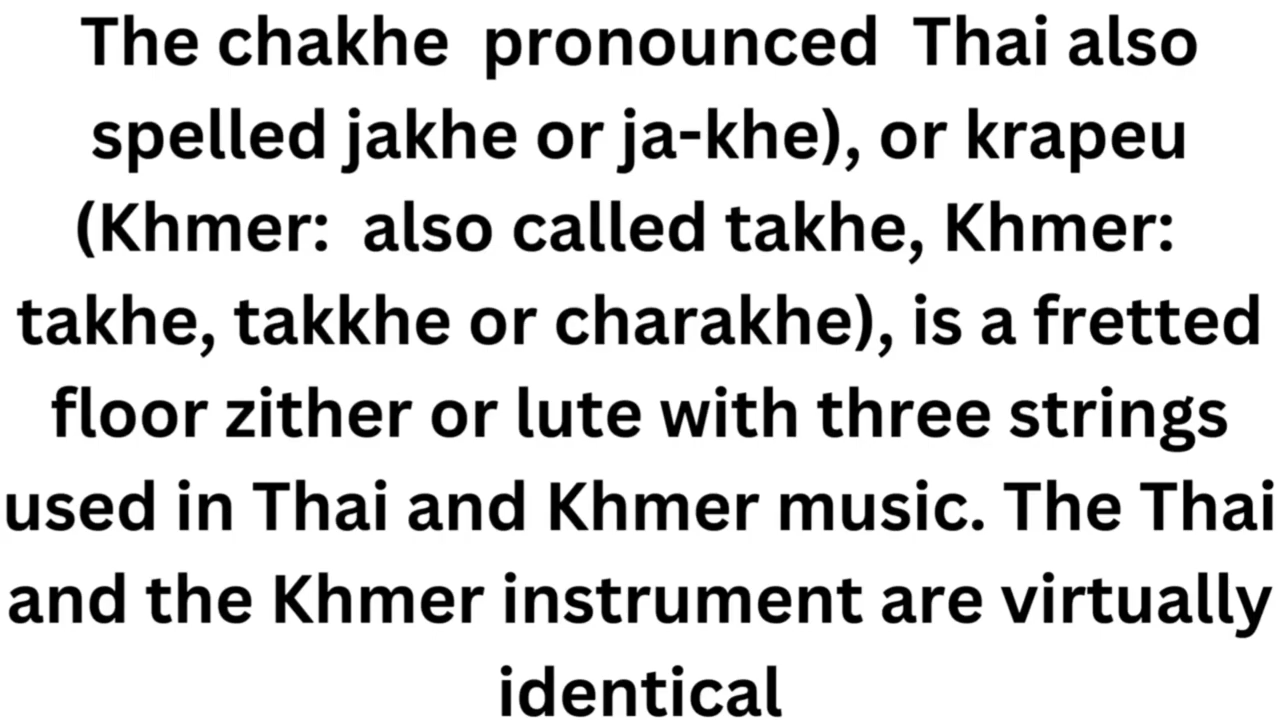 The chakhe  pronounced  Thai also
spelled jakhe or ja-khe), or krapeu
(Khmer:  also called takhe, Khmer:
takhe, takkhe or charakhe), is a fretted
floor zither or lute with three strings
used in Thai and Khmer music. The Thai
and the Khmer instrument are virtually
identical